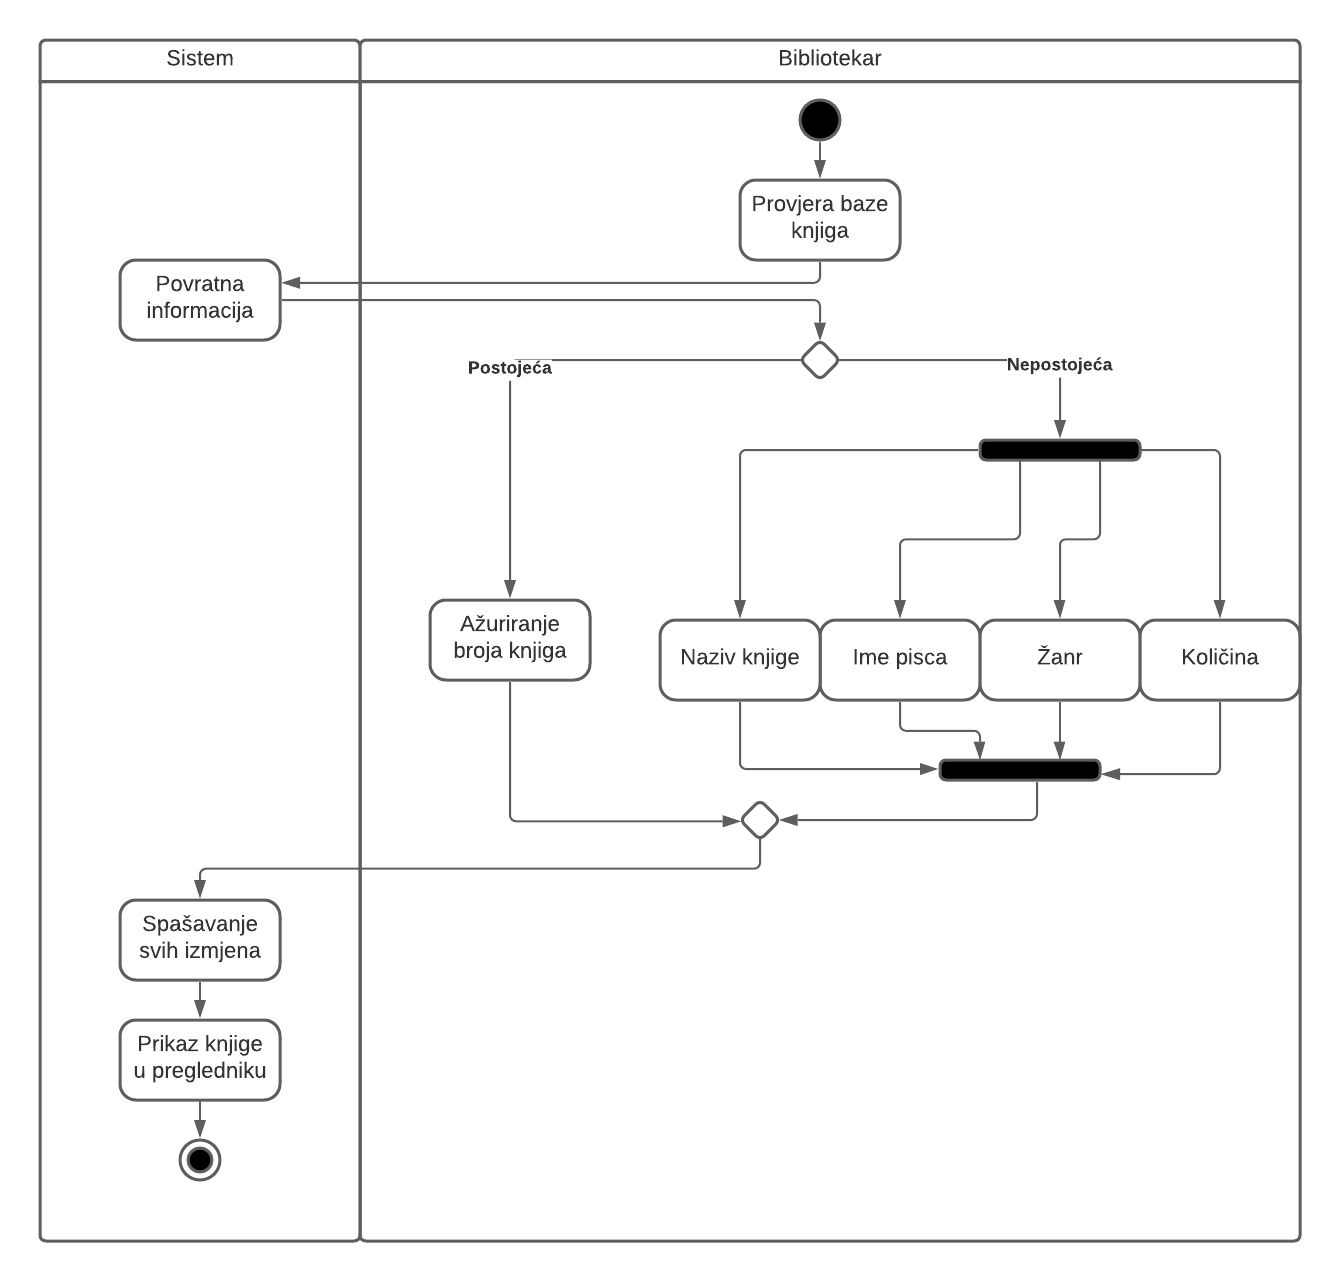 Sistem
Bibliotekar
Provjera baze
knjiga
Povratna
informacija
Postojeća
Nepostojeća
Ažuriranje
broja knjiga
Naziv knjige
Ime pisca
Žanr
Količina
Spašavanje
svih izmjena
Prikaz knjige
u pregledniku